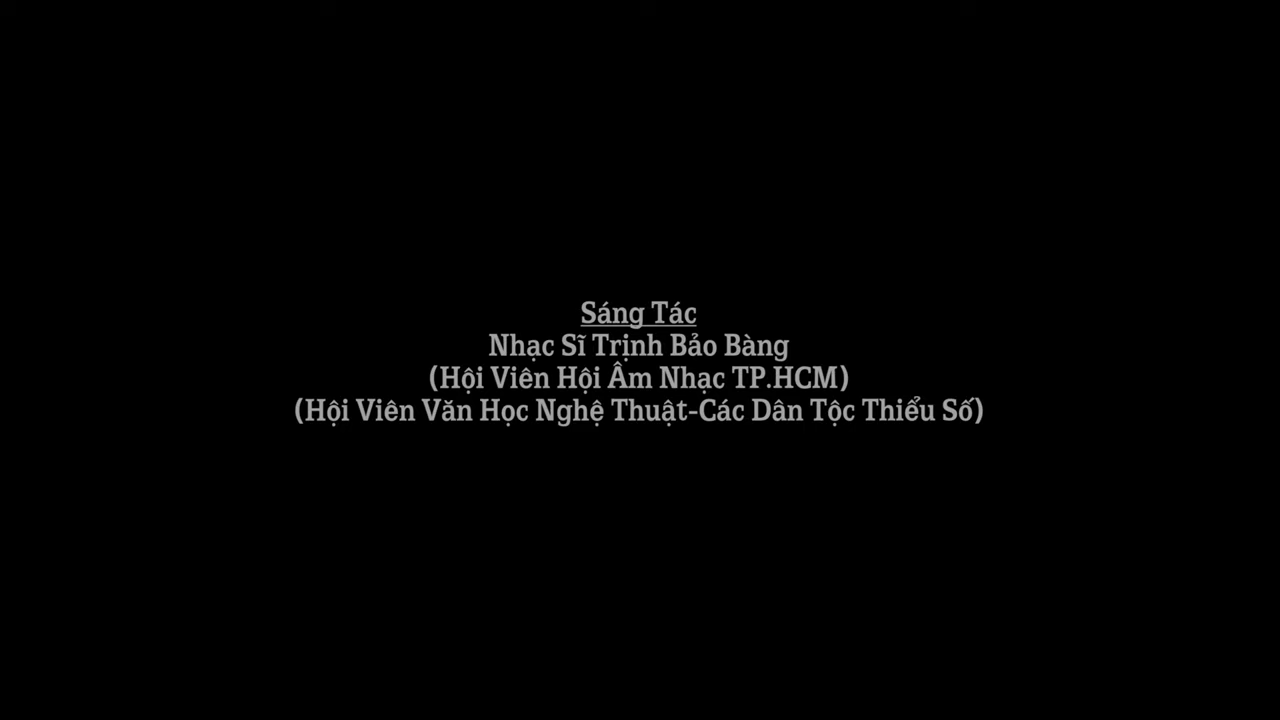 Sáng Tác
Nhạc Sĩ Trịnh Bảo Bàng
(Hội Viên Hội Âm Nhạc TP.HCM)
(Hội Viên Văn Học Nghệ Thuật-Các Dân Tộc Thiểu Số)